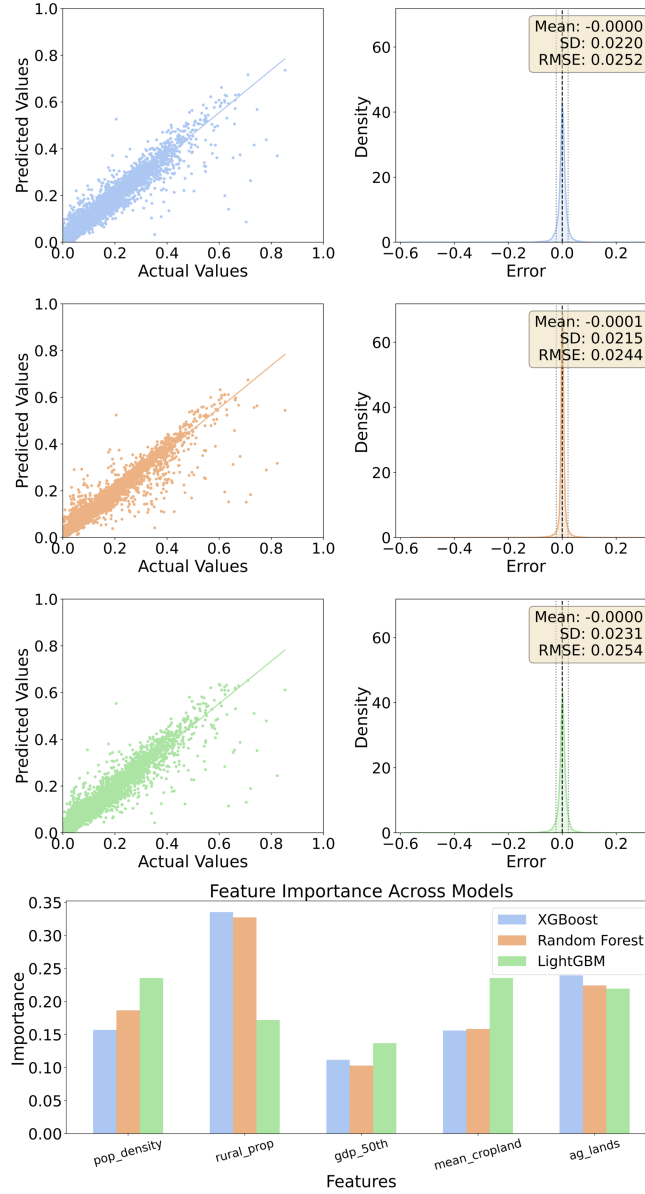 1.0
0.8
0.6
0.4
0.2
0.0
Predicted Values
0.0 0.2 0.4 0.6 0.8 1.0
Actual Values
60
40
20
0
Density
Mean: -0.0000
SD: 0.0220
RMSE: 0.0252
−0.6 −0.4 −0.2 0.0 0.2
Error
1.0
0.8
0.6
0.4
0.2
0.0
Predicted Values
0.0 0.2 0.4 0.6 0.8 1.0
Actual Values
60
40
20
0
Density
Mean: -0.0001
SD: 0.0215
RMSE: 0.0244
−0.6 −0.4 −0.2 0.0 0.2
Error
1.0
0.8
0.6
0.4
0.2
0.0
Predicted Values
0.0 0.2 0.4 0.6 0.8 1.0
Actual Values
60
40
20
0
Density
Mean: -0.0000
SD: 0.0231
RMSE: 0.0254
−0.6 −0.4 −0.2 0.0 0.2
Error
Feature Importance Across Models
0.35
0.30
0.25
0.20
0.15
0.10
0.05
0.00
Importance
XGBoost
Random Forest
LightGBM
pop_density rural_prop gdp_50th mean_cropland ag_lands
Features